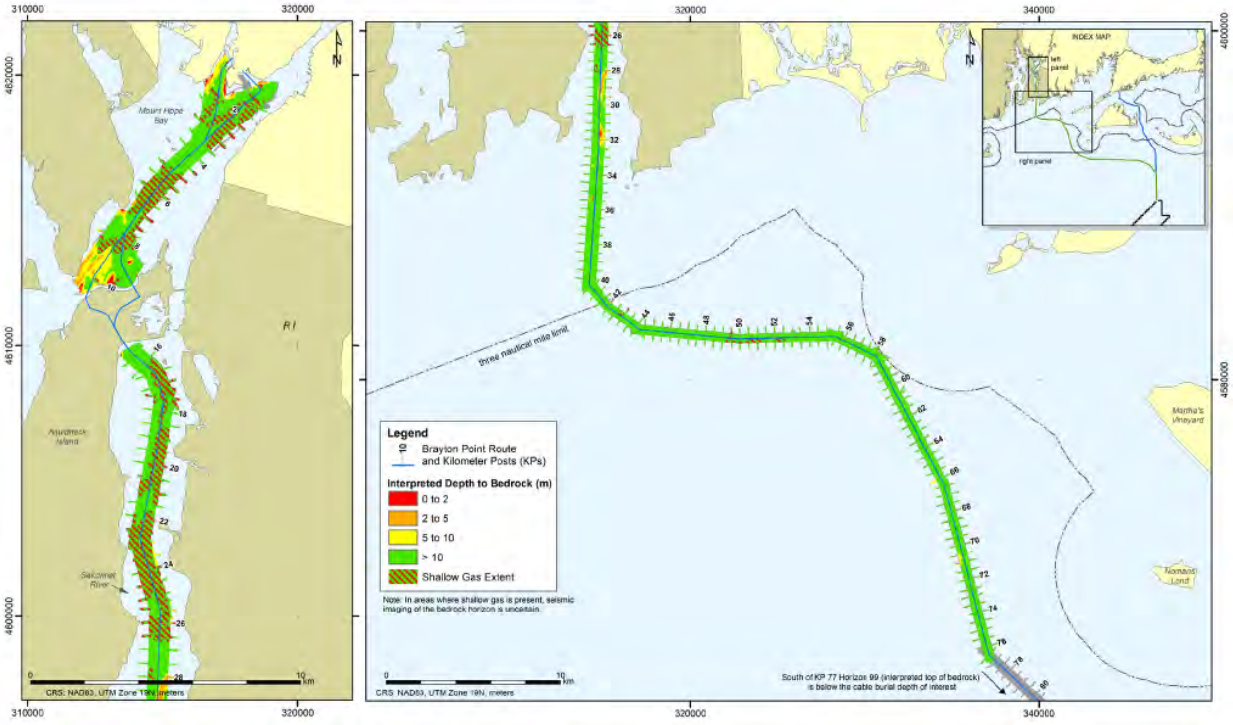 310000
320000
4620000
4610000
4600000
N
Mount Hope
Bay
2
4
6
8
10
16
RI
18
Aquidneck
Island
20
22
24
Sakonnet
River
26
28
0
10
km
CRS: NAD83, UTM Zone 19N, meters
310000
320000
320000
340000
4600000
4580000
N
INDEX MAP
left
panel
right panel
26
28
30
32
34
36
38
40
42
44
46
48
50
52
54
56
58
60
62
64
66
68
70
72
74
76
78
80
three nautical mile limit
Martha's
Vineyard
Nomans
Land
Legend
10
Brayton Point Route
and Kilometer Posts (KPs)
Interpreted Depth to Bedrock (m)
0 to 2
2 to 5
5 to 10
> 10
Shallow Gas Extent
Note: In areas where shallow gas is present, seismic
imaging of the bedrock horizon is uncertain.
0
10
km
CRS: NAD83, UTM Zone 19N, meters
South of KP 77 Horizon 99 (interpreted top of bedrock)
is below the cable burial depth of interest
320000
340000